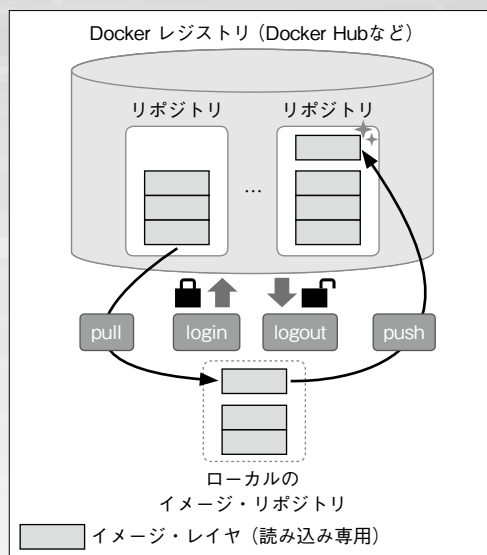 Docker レジストリ（Docker Hubなど）
リポジトリ
リポジトリ
…
pull
login
logout
push
ローカルの
イメージ・リポジトリ
イメージ・レイヤ（読み込み専用）